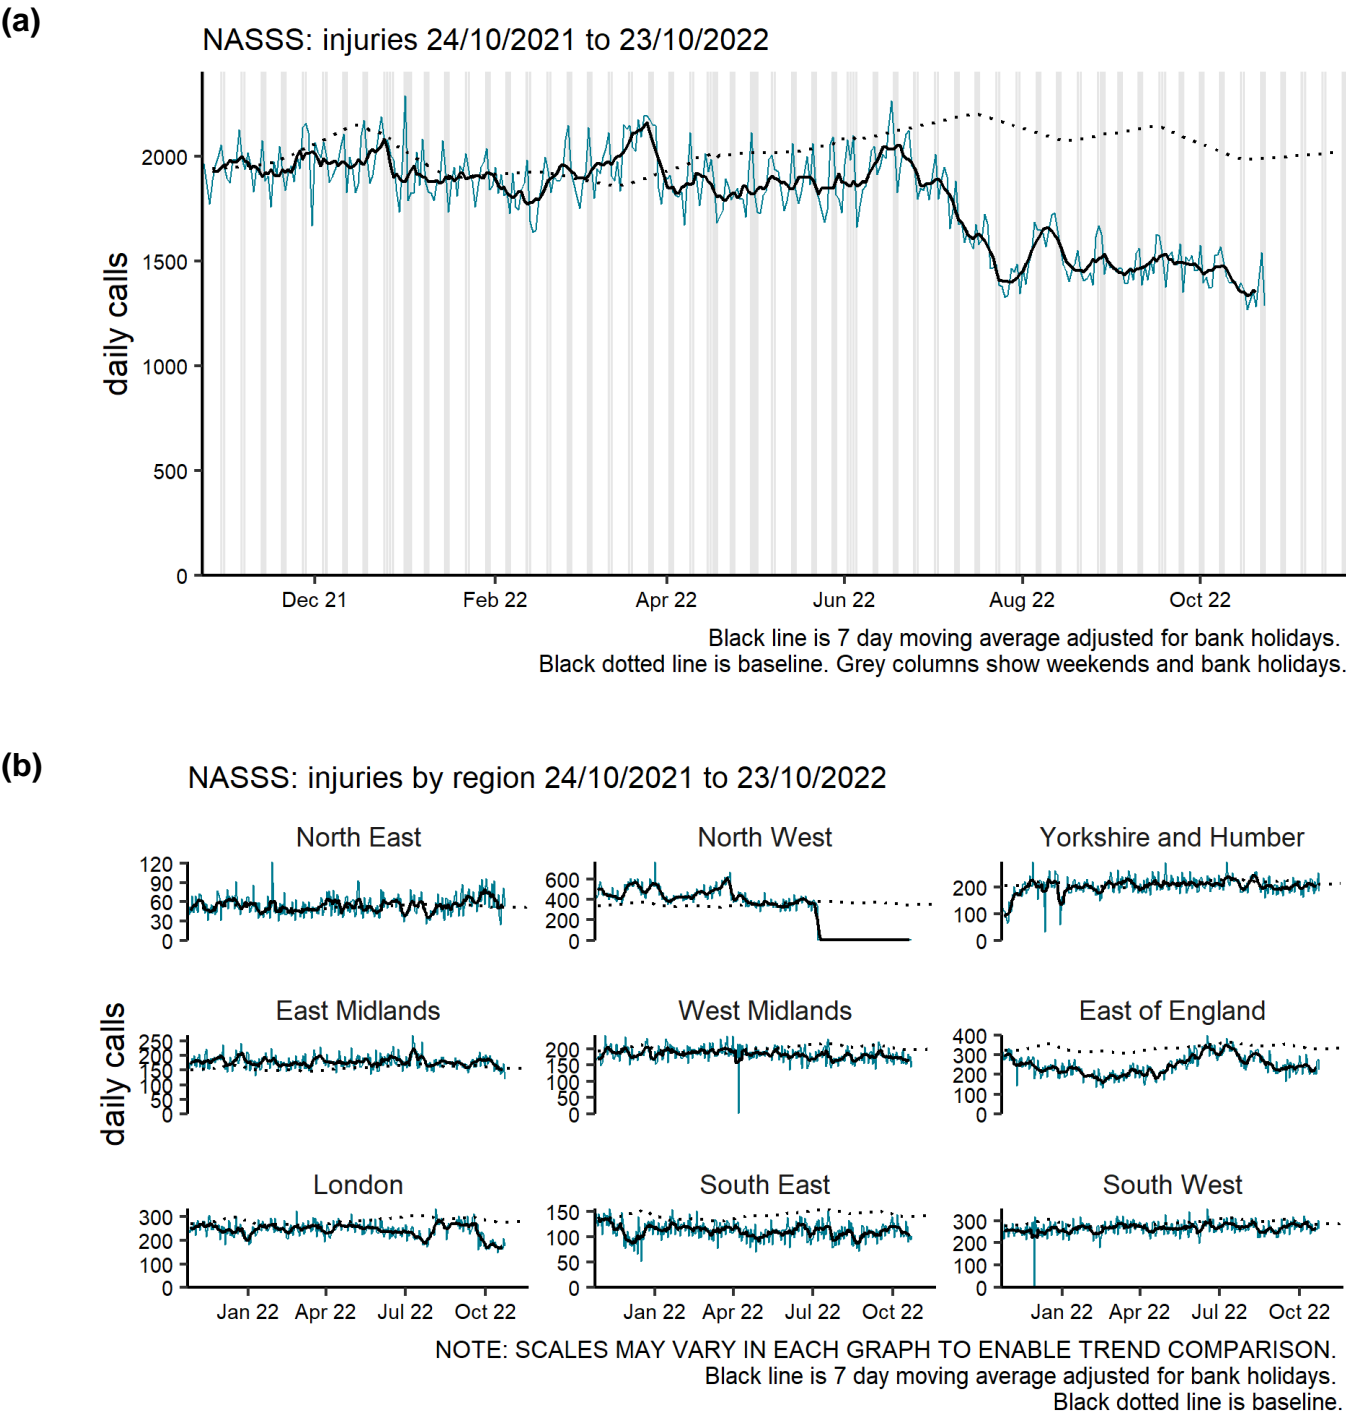 (a)
NASSS: injuries 24/10/2021 to 23/10/2022
daily calls
2000
1500
1000
500
0
Dec 21 Feb 22 Apr 22 Jun 22 Aug 22 Oct 22
Black line is 7 day moving average adjusted for bank holidays.
Black dotted line is baseline. Grey columns show weekends and bank holidays.
(b)
NASSS: injuries by region 24/10/2021 to 23/10/2022
daily calls
North East
120
90
60
30
0
North West
600
400
200
0
Yorkshire and Humber
200
100
0
East Midlands
250
200
150
100
50
0
West Midlands
200
150
100
50
0
East of England
400
300
200
100
0
London
300
200
100
0
South East
150
100
50
0
South West
300
200
100
0
Jan 22 Apr 22 Jul 22 Oct 22
Jan 22 Apr 22 Jul 22 Oct 22
Jan 22 Apr 22 Jul 22 Oct 22
NOTE: SCALES MAY VARY IN EACH GRAPH TO ENABLE TREND COMPARISON.
Black line is 7 day moving average adjusted for bank holidays.
Black dotted line is baseline.